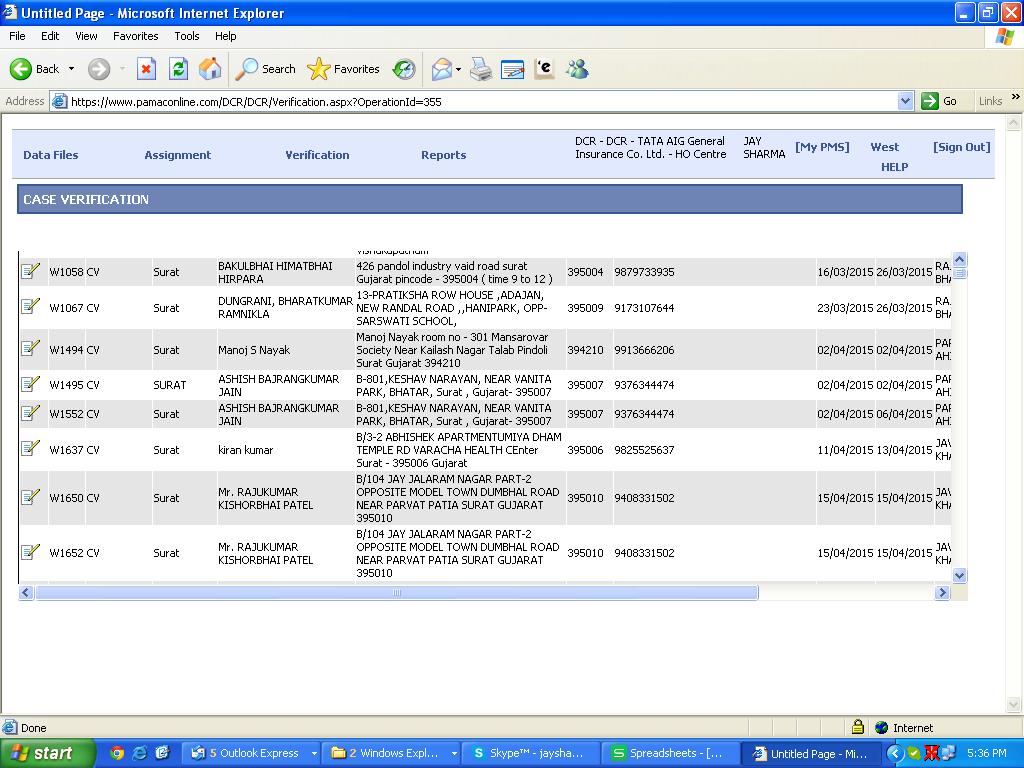 Untitled Page - Microsoft Internet Explorer
File Edit View Favorites Tools Help
Back Search Favorites
Address https://www.pamaconline.com/DCR/DCR/Verification.aspx?OperationId=355 Go Links »
Data Files Assignment Verification Reports
DCR - DCR - TATA AIG General
Insurance Co. Ltd. - HO Centre
JAY
SHARMA
[My PMS] West [Sign Out]
HELP
CASE VERIFICATION
W1058 CV Surat
BAKULBHAI HIMATBHAI
HIRPARA
426 pandol industry vaid road surat
Gujarat pincode - 395004 ( time 9 to 12 )
395004 9879733935 16/03/2015 26/03/2015
RA.
BHA
W1067 CV Surat
DUNGRANI, BHARATKUMAR
RAMNIKLA
13-PRATIKSHA ROW HOUSE ,ADAJAN,
NEW RANDAL ROAD ,,HANIPARK, OPP-
SARSWATI SCHOOL,
395009 9173107644 23/03/2015 26/03/2015
RA.
BHA
W1494 CV Surat Manoj S Nayak
Manoj Nayak room no - 301 Mansarovar
Society Near Kailash Nagar Talab Pindoli
Surat Gujarat 394210
394210 9913666206 02/04/2015 02/04/2015
PAR
AHI
W1495 CV SURAT
ASHISH BAJRANGKUMAR
JAIN
B-801,KESHAV NARAYAN, NEAR VANITA
PARK, BHATAR, Surat , Gujarat- 395007
395007 9376344474 02/04/2015 02/04/2015
PAR
AHI
W1552 CV Surat
ASHISH BAJRANGKUMAR
JAIN
B-801,KESHAV NARAYAN, NEAR VANITA
PARK, BHATAR, Surat , Gujarat- 395007
395007 9376344474 02/04/2015 06/04/2015
PAR
AHI
W1637 CV Surat kiran kumar
B/3-2 ABHISHEK APARTMENTUMIYA DHAM
TEMPLE RD VARACHA HEALTH CEnter
Surat - 395006 Gujarat
395006 9825525637 11/04/2015 13/04/2015
JAV
KHA
W1650 CV Surat
Mr. RAJUKUMAR
KISHORBHAI PATEL
B/104 JAY JALARAM NAGAR PART-2
OPPOSITE MODEL TOWN DUMBHAL ROAD
NEAR PARVAT PATIA SURAT GUJARAT
395010
395010 9408331502 15/04/2015 15/04/2015
JAV
KHA
W1652 CV Surat
Mr. RAJUKUMAR
KISHORBHAI PATEL
B/104 JAY JALARAM NAGAR PART-2
OPPOSITE MODEL TOWN DUMBHAL ROAD
NEAR PARVAT PATIA SURAT GUJARAT
395010
395010 9408331502 15/04/2015 15/04/2015
JAV
KHA
Done Internet
start 5 Outlook Express 2 Windows Expl... Skype™ - jaysha... Spreadsheets - [... Untitled Page - Mi... 5:36 PM